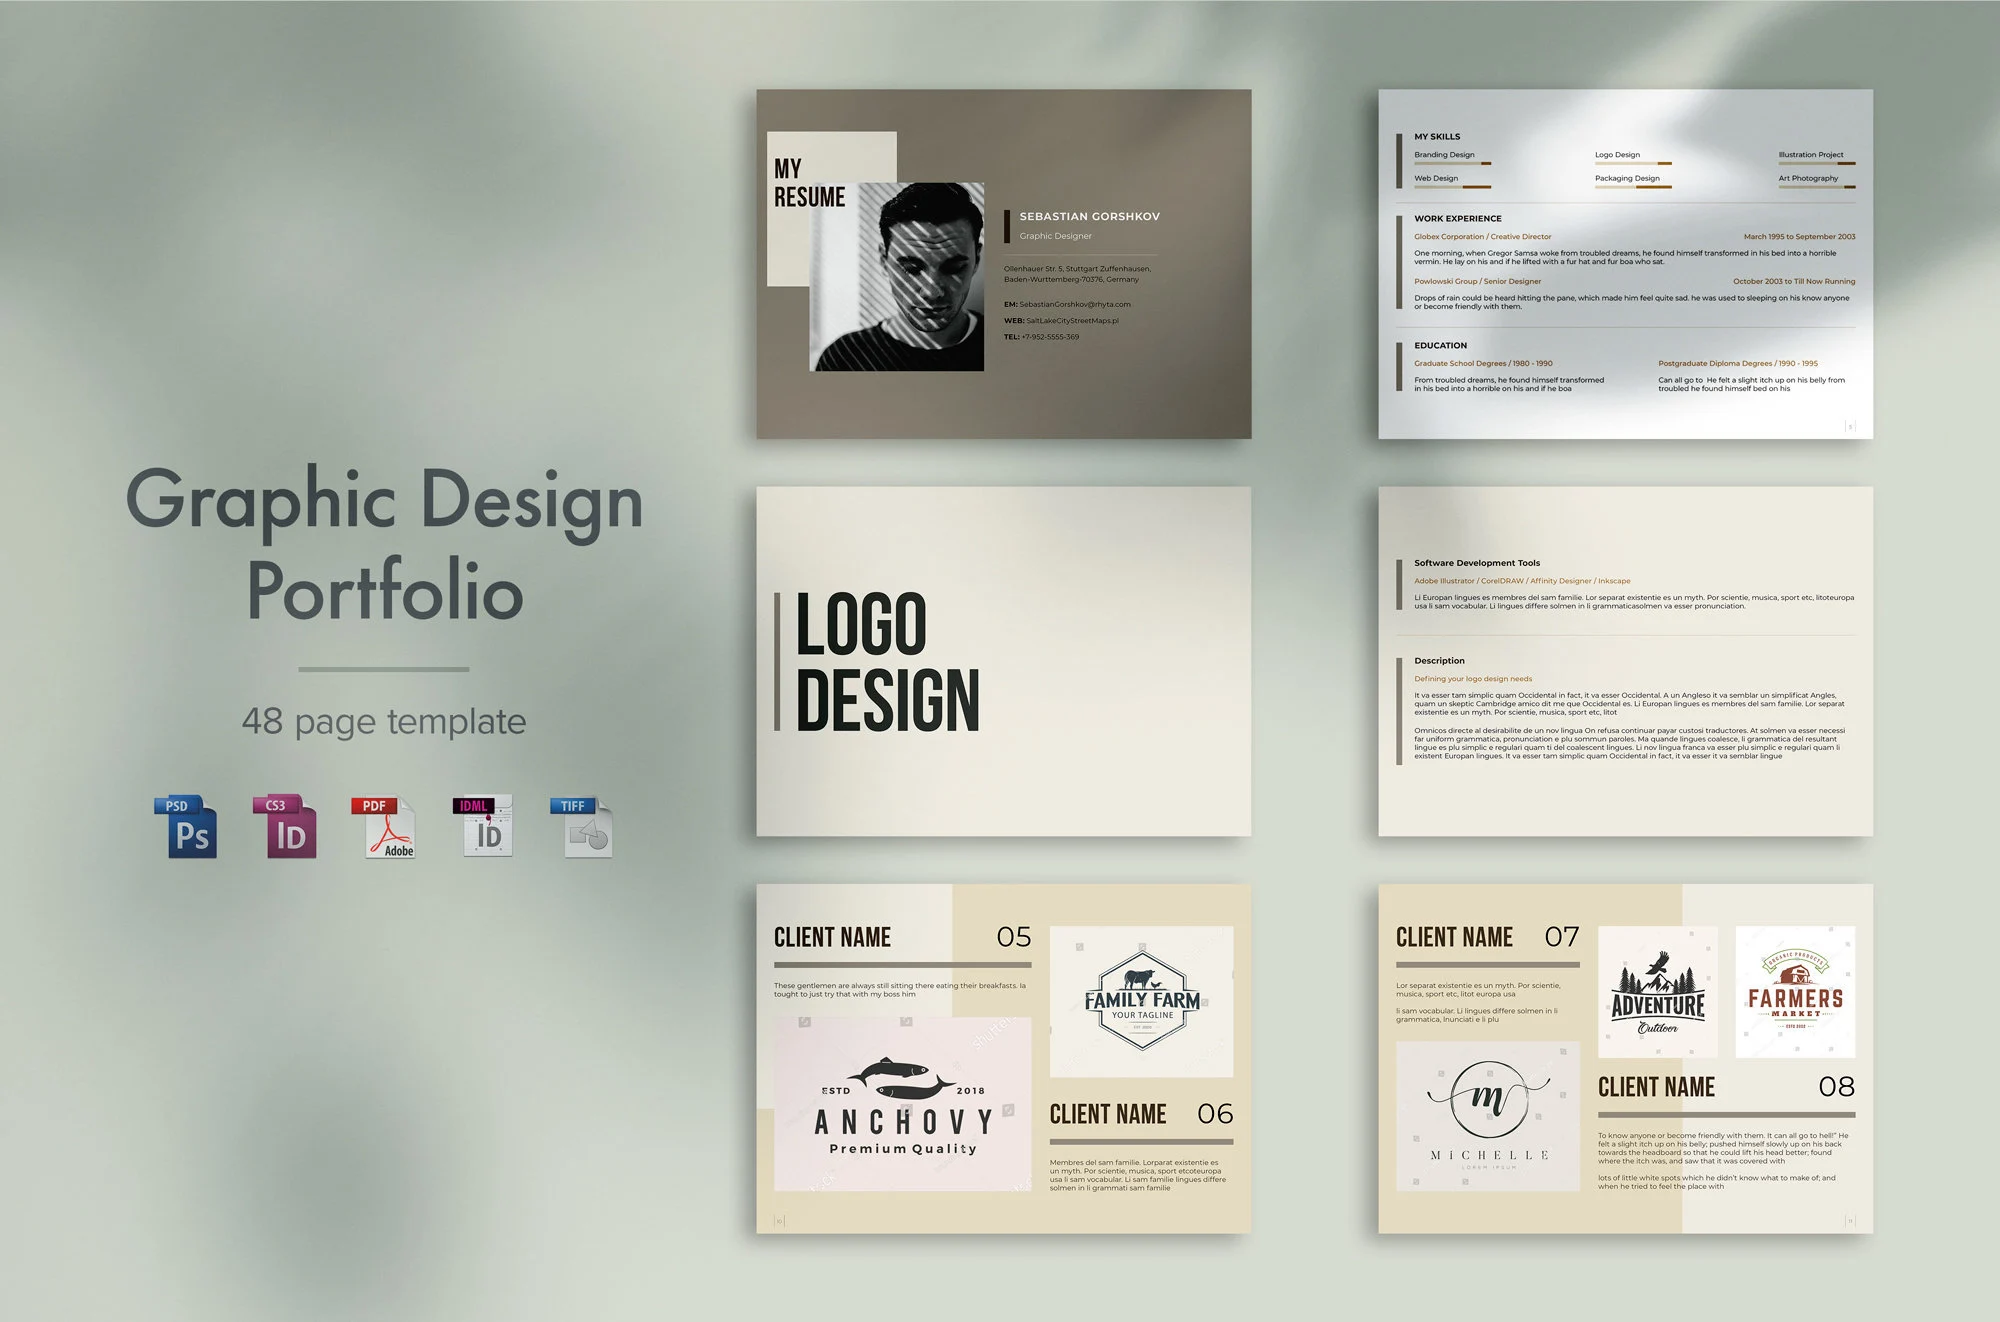 Graphic Design
Portfolio
48 page template
PSD
Ps
CS3
ID
PDF
Adobe
IDML
ID
TIFF
MY
RESUME
SEBASTIAN GORSHKOV
Graphic Designer
Ollenhauer Str. 5, Stuttgart Zuffenhausen,
Baden-Wurttemberg-70376, Germany
EM: SebastianGorshkov@rhyta.com
WEB: SaltLakeCityStreetMaps.pl
TEL: +7-952-5555-369
MY SKILLS
Branding Design
Logo Design
Illustration Project
Web Design
Packaging Design
Art Photography
WORK EXPERIENCE
Globex Corporation / Creative Director
March 1995 to September 2003
One morning, when Gregor Samsa woke from troubled dreams, he found himself transformed in his bed into a horrible
vermin. He lay on his and if he lifted with a fur hat and fur boa who sat.
Powlowski Group / Senior Designer
October 2003 to Till Now Running
Drops of rain could be heard hitting the pane, which made him feel quite sad. he was used to sleeping on his know anyone
or become friendly with them.
EDUCATION
Graduate School Degrees / 1980 - 1990
From troubled dreams, he found himself transformed
in his bed into a horrible on his and if he boa
Postgraduate Diploma Degrees / 1990 - 1995
Can all go to He felt a slight itch up on his belly from
troubled he found himself bed on his
5
LOGO
DESIGN
Software Development Tools
Adobe Illustrator / CorelDRAW / Affinity Designer / Inkscape
Li Europan lingues es membres del sam familie. Lor separat existentie es un myth. Por scientie, musica, sport etc, litoteuropa
usa li sam vocabular. Li lingues differe solmen in li grammaticasolmen va esser pronunciation.
Description
Defining your logo design needs
It va esser tam simplic quam Occidental in fact, it va esser Occidental. A un Angleso it va semblar un simplificat Angles,
quam un skeptic Cambridge amico dit me que Occidental es. Li Europan lingues es membres del sam familie. Lor separat
existentie es un myth. Por scientie, musica, sport etc, litot
Omnicos directe al desirabilite de un nov lingua On refusa continuar payar custosi traductores. At solmen va esser necessi
far uniform grammatica, pronunciation e plu sommun paroles. Ma quande lingues coalesce, li grammatica del resultant
lingue es plu simplic e regulari quam ti del coalescent lingues. Li nov lingua franca va esser plu simplic e regulari quam li
existent Europan lingues. It va esser tam simplic quam Occidental in fact, it va esser it va semblar lingue
CLIENT NAME 05
These gentlemen are always still sitting there eating their breakfasts. Ia
tought to just try that with my boss him
ESTD 2018
ANCHOVY
Premium Quality
shutter
FAMILY FARM
YOUR TAGLINE
CLIENT NAME 06
Membres del sam familie. Lorparat existentie es
un myth. Por scientie, musica, sport etcoteuropa
usa li sam vocabular. Li sam familie lingues differe
solmen in li grammati sam familie
10
CLIENT NAME 07
Lor separat existentie es un myth. Por scientie,
musica, sport etc, litot europa usa
li sam vocabular. Li lingues differe solmen in li
grammatica, lnunciati e li plu
MiCHELLE
LOREM IPSUM
ADVENTURE
Outdoor
ORGANIC PRODUCTS
FARMERS
MARKET
ESTD 2022
CLIENT NAME 08
To know anyone or become friendly with them. It can all go to hell!" He
felt a slight itch up on his belly; pushed himself slowly up on his back
towards the headboard so that he could lift his head better; found
where the itch was, and saw that it was covered with
lots of little white spots which he didn't know what to make of; and
when he tried to feel the place with
11